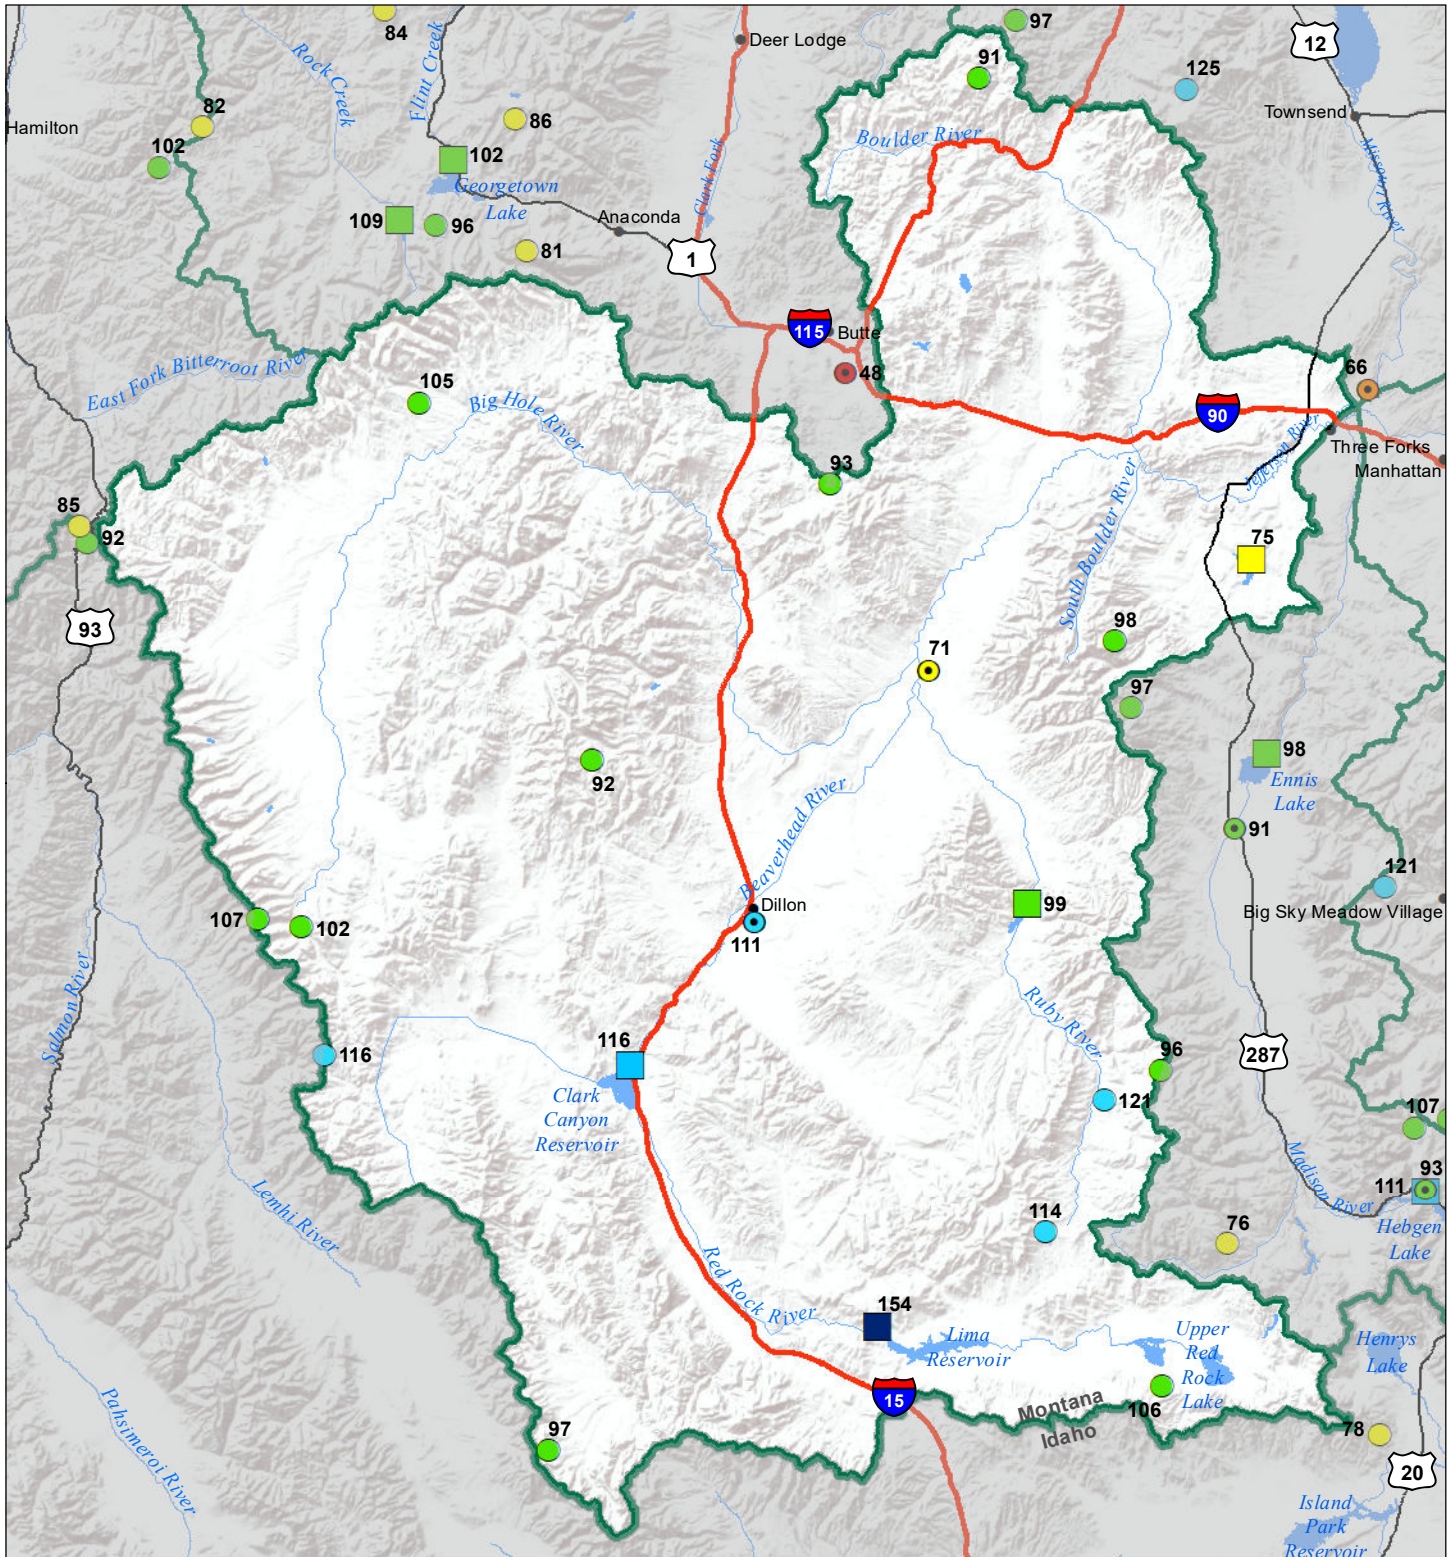 97
84
Deer Lodge
12
91
125
Rock Creek
Flint Creek
82
86
Townsend
Hamilton
Boulder River
102
102
Georgetown
Lake
Clark Fork
Missouri River
109
96
Anaconda
81
1
115
Butte
48
66
East Fork Bitterroot River
105
Big Hole River
90
Jefferson River
Three Forks
Manhattan
93
85
92
South Boulder River
75
93
98
71
97
98
Ennis
Lake
92
Beaverhead River
91
121
107
102
Dillon
111
99
Big Sky Meadow Village
Salmon River
Ruby River
116
116
96
287
Clark
Canyon
Reservoir
121
107
Lemhi River
Madison River
93
111
Hebgen
Lake
114
76
Red Rock River
154
Lima
Reservoir
Upper
Red
Rock
Lake
Henrys
Lake
15
Montana
Idaho
106
97
78
Pahsimeroi River
20
Island
Park
Reservoir